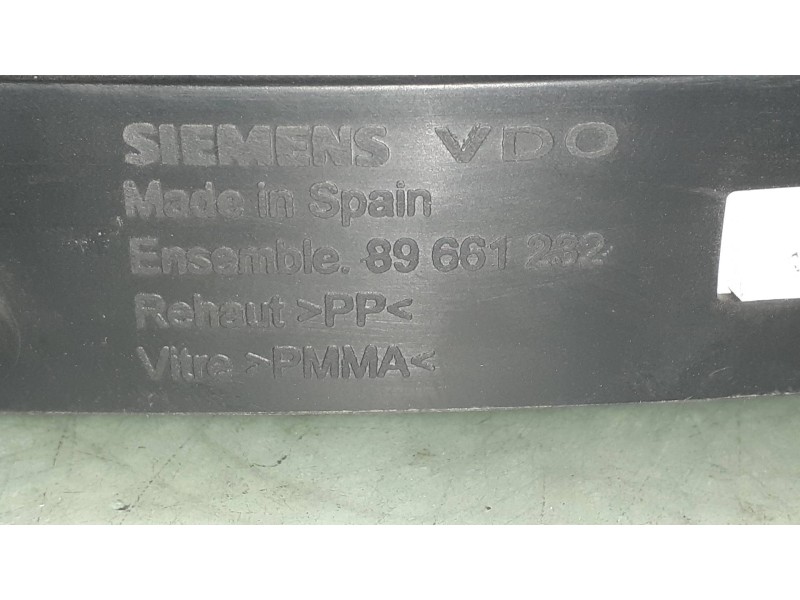 SIEMENS VDO
Made in Spain
Ensemble. 89 661 232
Rehaut >PP<
Vitre >PMMA<